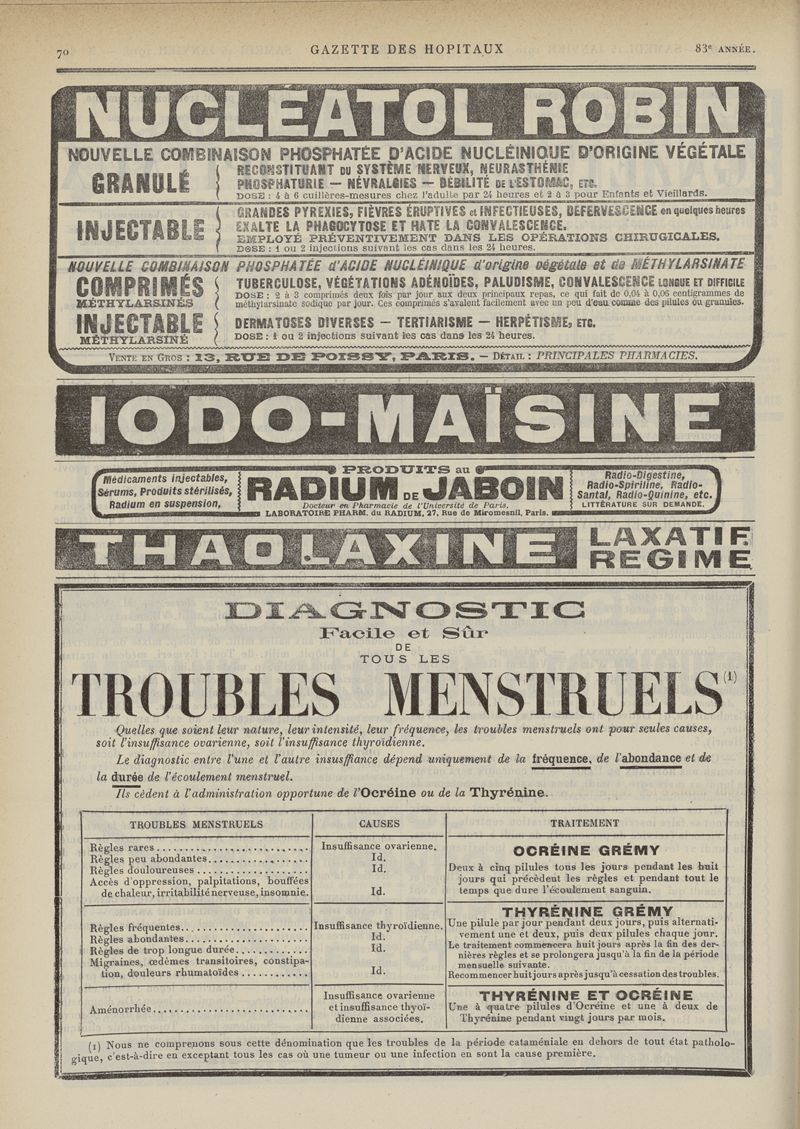 70
GAZETTE DES HOPITAUX
83e ANNÉE.
NUCLÉATOL ROBIN
NOUVELLE COMBINAISON PHOSPHATÉE D'ACIDE NUCLÉINIQUE D'ORIGINE VÉGÉTALE
GRANULÉ
RECONSTITUANT DU SYSTÈME NERVEUX, NEURASTHÉNIE
PHOSPHATURIE — NÉVRALGIES — DÉBILITÉ DE L'ESTOMAC, ETC.
DOSE : 4 à 6 cuillères-mesures chez l'adulte par 24 heures et 2 à 3 pour Enfants et Vieillards.
INJECTABLE
GRANDES PYREXIES, FIÈVRES ÉRUPTIVES et INFECTIEUSES, DEFERVESCENCE en quelques heures
EXALTE LA PHAGOCYTOSE ET HATE LA CONVALESCENCE.
EMPLOYÉ PRÉVENTIVEMENT DANS LES OPÉRATIONS CHIRUGICALES.
DOSE : 1 ou 2 injections suivant les cas dans les 24 heures.
NOUVELLE COMBINAISON PHOSPHATÉE d'ACIDE NUCLÉINIQUE d'origine végétale et de MÉTHYLARSINATE
COMPRIMÉS
MÉTHYLARSINÉS
TUBERCULOSE, VÉGÉTATIONS ADÉNOÏDES, PALUDISME, CONVALESCENCE LONGUE ET DIFFICILE
DOSE : 2 à 3 comprimés deux fois par jour aux deux principaux repas, ce qui fait de 0,04 à 0,06 centigrammes de
méthylarsinate sodique par jour. Ces comprimés s'avalent facilement avec un peu d'eau comme des pilules ou granules.
INJECTABLE
MÉTHYLARSINÉ
DERMATOSES DIVERSES — TERTIARISME — HERPÉTISME, ETC.
DOSE : 1 ou 2 injections suivant les cas dans les 24 heures.
VENTE EN GROS : 13, RUE DE POISSY, PARIS. — DÉTAIL : PRINCIPALES PHARMACIES.
IODO-MAÏSINE
Médicaments injectables,
Sérums, Produits stérilisés,
Radium en suspension,
PRODUITS au
RADIUM DE JABOIN
Docteur en Pharmacie de l'Université de Paris.
LABORATOIRE PHARM. du RADIUM, 27, Rue de Miromesnil, Paris.
Radio-Digestine,
Radio-Spiriline, Radio-
Santal, Radio-Quinine, etc.
LITTÉRATURE SUR DEMANDE.
THAOLAXINE
LAXATIF
REGIME
DIAGNOSTIC
Facile et Sûr
DE
TOUS LES
TROUBLES MENSTRUELS (1)
Quelles que soient leur nature, leur intensité, leur fréquence, les troubles menstruels ont pour seules causes,
soit l'insuffisance ovarienne, soit l'insuffisance thyroïdienne.
Le diagnostic entre l'une et l'autre insusffiance dépend uniquement de la fréquence, de l'abondance et de
la durée de l'écoulement menstruel.
Ils cèdent à l'administration opportune de l'Ocréine ou de la Thyrénine.
TROUBLES MENSTRUELS
CAUSES
TRAITEMENT
Règles rares
Règles peu abondantes
Règles douloureuses
Accès d'oppression, palpitations, bouffées
de chaleur, irritabilité nerveuse, insomnie.
Insuffisance ovarienne.
Id.
Id.
Id.
OCRÉINE GRÉMY
Deux à cinq pilules tous les jours pendant les huit
jours qui précèdent les règles et pendant tout le
temps que dure l'écoulement sanguin.
Règles fréquentes
Règles abondantes
Règles de trop longue durée
Migraines, œdèmes transitoires, constipa-
tion, douleurs rhumatoïdes
Insuffisance thyroïdienne.
Id.
Id.
Id.
THYRÉNINE GRÉMY
Une pilule par jour pendant deux jours, puis alternati-
vement une et deux, puis deux pilules chaque jour.
Le traitement commencera huit jours après la fin des der-
nières règles et se prolongera jusqu'à la fin de la période
mensuelle suivante.
Recommencer huit jours après jusqu'à cessation des troubles.
Aménorrhée
Insuffisance ovarienne
et insuffisance thyoï-
dienne associées.
THYRÉNINE ET OCRÉINE
Une à quatre pilules d'Ocréine et une à deux de
Thyrénine pendant vingt jours par mois.
(1) Nous ne comprenons sous cette dénomination que les troubles de la période cataméniale en dehors de tout état patholo-
gique, c'est-à-dire en exceptant tous les cas où une tumeur ou une infection en sont la cause première.